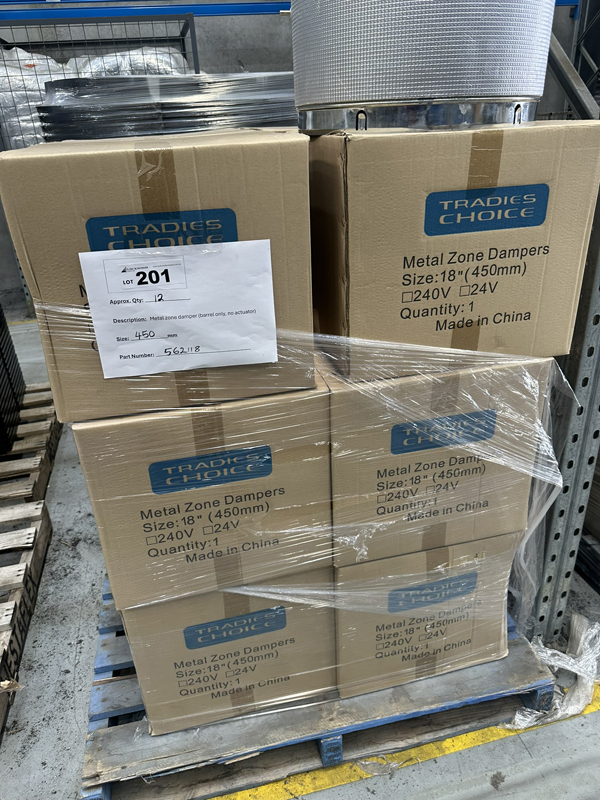 TRADIES
CHOICE
LOT 201
Approx. Qty: 12
Description: Metal zone damper (barrel only, no actuator)
Size: 450 mm
Part Number: 562118
TRADIES
CHOICE
Metal Zone Dampers
Size:18"(450mm)
□240V □24V
Quantity:1
Made in China
TRADIES
CHOICE
Metal Zone Dampers
Size:18"(450mm)
□240V □24V
Quantity:1
Made in China
TRADIES
CHOICE
Metal Zone Dampers
Size:18"(450mm)
□240V □24V
Quantity:1
Made in China
TRADIES
CHOICE
Metal Zone Dampers
Size:18"(450mm)
□240V □24V
Quantity:1
Made in China
TRADIES
CHOICE
Metal Zone Dampers
Size:18"(450mm)
□240V □24V
Quantity:1
Made in China